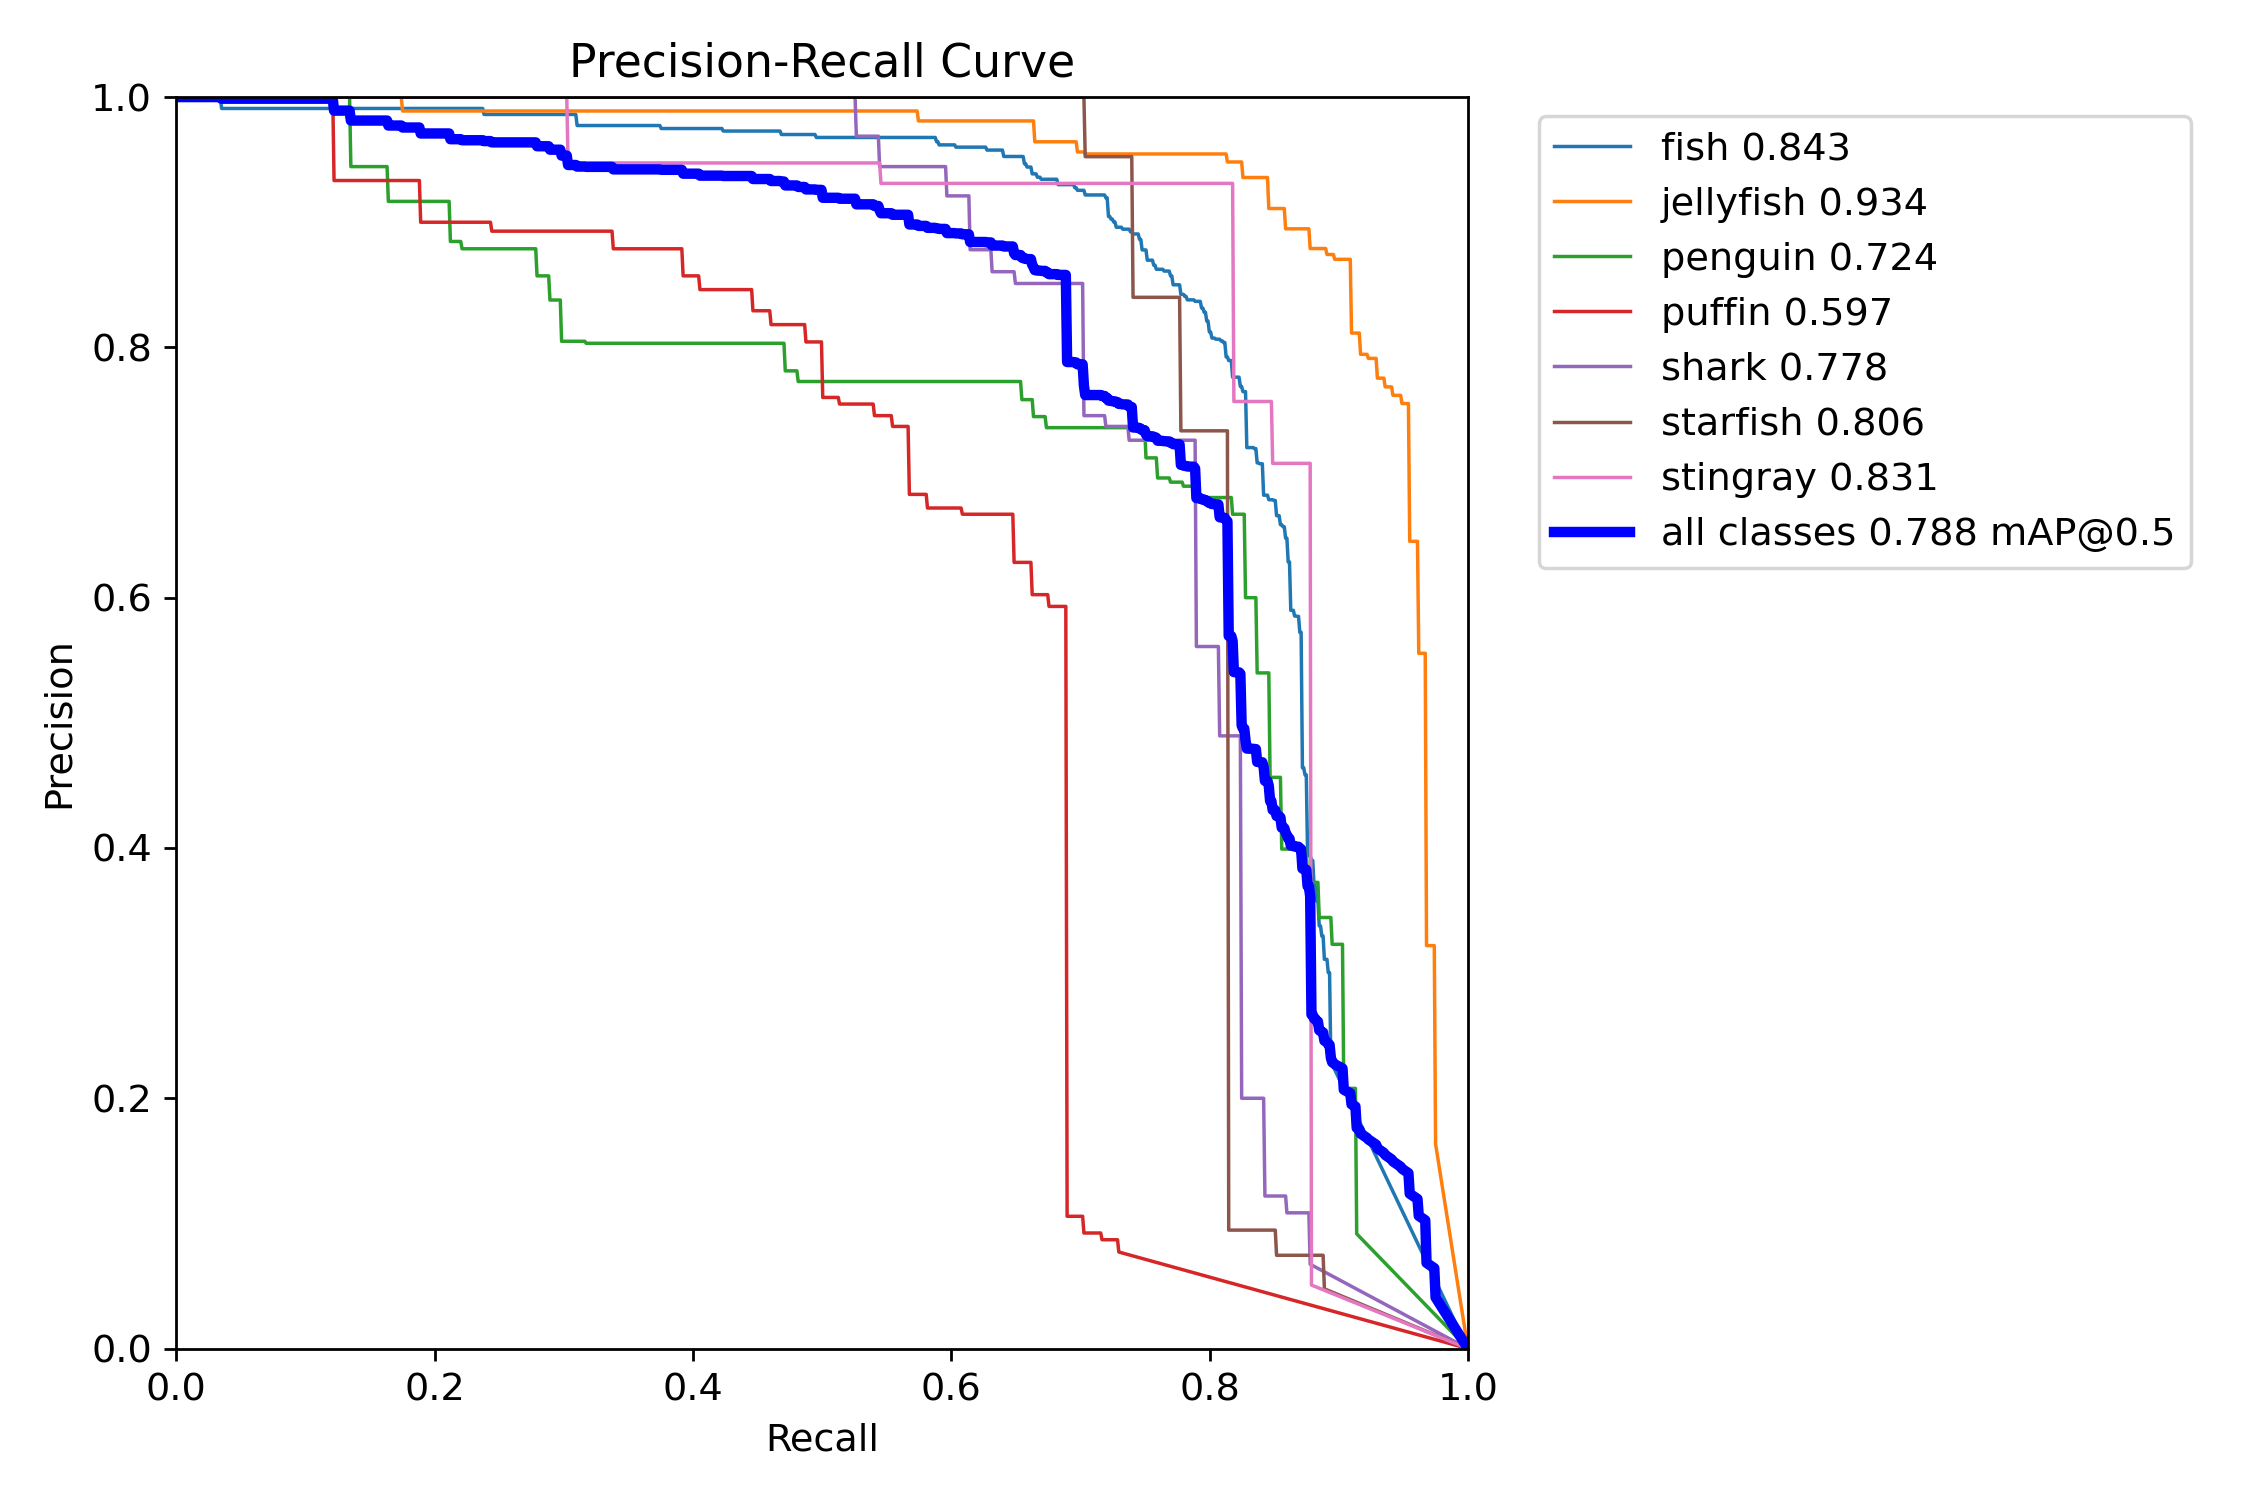 Precision-Recall Curve
1.0
0.8
0.6
0.4
0.2
0.0
Precision
0.0 0.2 0.4 0.6 0.8 1.0
Recall
fish 0.843
jellyfish 0.934
penguin 0.724
puffin 0.597
shark 0.778
starfish 0.806
stingray 0.831
all classes 0.788 mAP@0.5